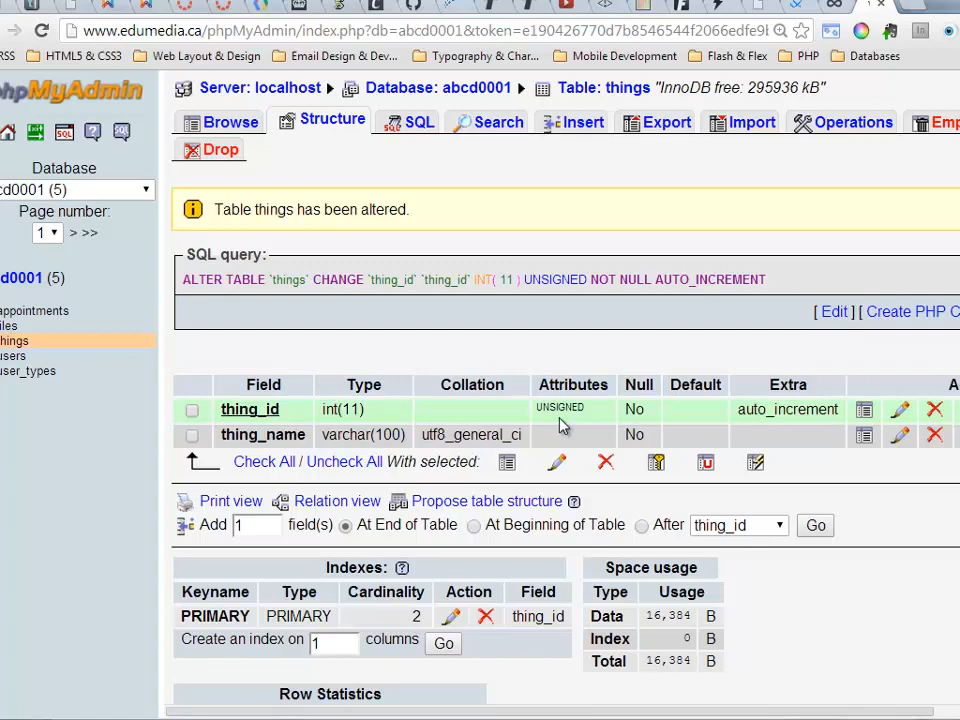 www.edumedia.ca/phpMyAdmin/index.php?db=abcd0001&token=e190426770d7b8546544f2066edfe9b
RSS HTML5 & CSS3 Web Layout & Design Email Design & Dev... Typography & Char... Mobile Development Flash & Flex PHP Databases
phpMyAdmin
Server: localhost Database: abcd0001 Table: things "InnoDB free: 295936 kB"
Browse Structure SQL Search Insert Export Import Operations Emp
Drop
SQL
Database
cd0001 (5)
Page number:
1 > >>
cd0001 (5)
appointments
files
things
users
user_types
Table things has been altered.
SQL query:
ALTER TABLE `things` CHANGE `thing_id` `thing_id` INT( 11 ) UNSIGNED NOT NULL AUTO_INCREMENT
[ Edit ] [ Create PHP C
Field Type Collation Attributes Null Default Extra A
thing_id int(11) UNSIGNED No auto_increment
thing_name varchar(100) utf8_general_ci No
Check All / Uncheck All With selected:
Print view Relation view Propose table structure
Add 1 field(s) At End of Table At Beginning of Table After thing_id Go
Indexes:
Keyname Type Cardinality Action Field
PRIMARY PRIMARY 2 thing_id
Create an index on 1 columns Go
Space usage
Type Usage
Data 16,384 B
Index 0 B
Total 16,384 B
Row Statistics